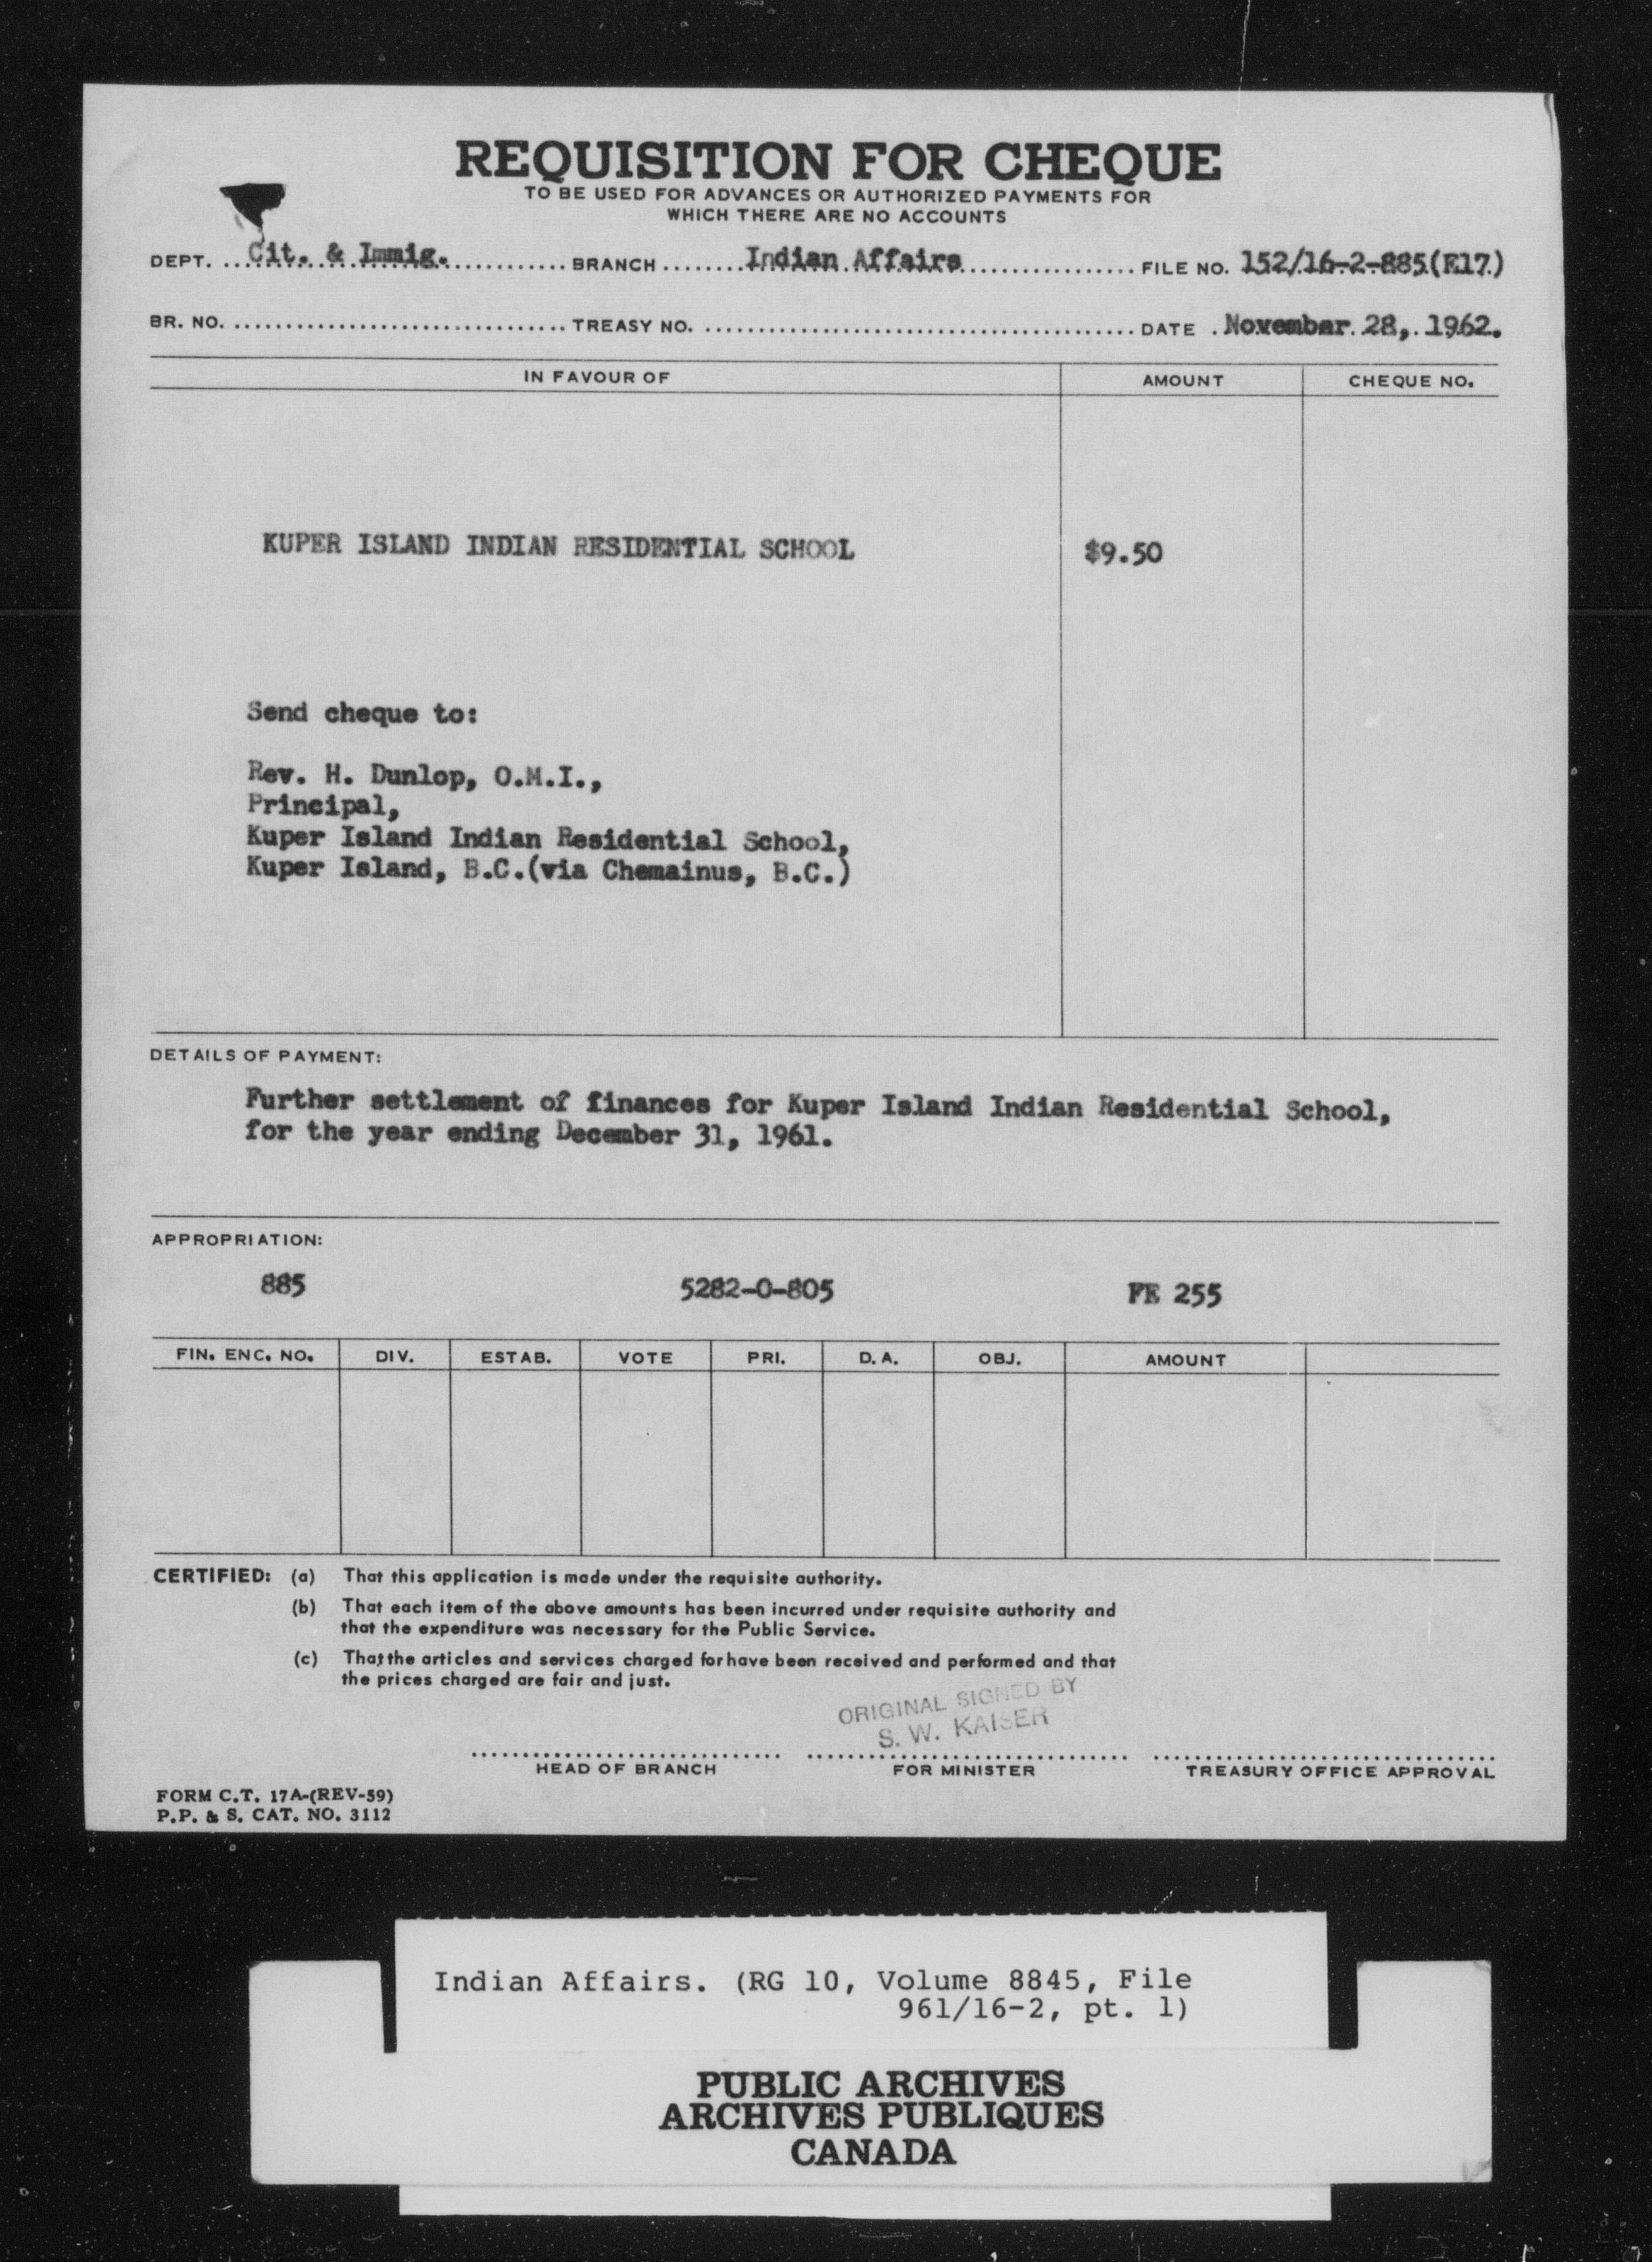 REQUISITION FOR CHEQUE
TO BE USED FOR ADVANCES OR AUTHORIZED PAYMENTS FOR
WHICH THERE ARE NO ACCOUNTS
DEPT. Cit. & Immig. BRANCH Indian Affairs FILE NO. 152/16-2-885(E17)
BR. NO. TREASY NO. DATE November 28, 1962.
IN FAVOUR OF AMOUNT CHEQUE NO.
KUPER ISLAND INDIAN RESIDENTIAL SCHOOL $9.50
Send cheque to:
Rev. H. Dunlop, O.M.I.,
Principal,
Kuper Island Indian Residential School,
Kuper Island, B.C.(via Chemainus, B.C.)
DETAILS OF PAYMENT:
Further settlement of finances for Kuper Island Indian Residential School,
for the year ending December 31, 1961.
APPROPRIATION:
885 5282-0-805 FE 255
FIN. ENC. NO. DIV. ESTAB. VOTE PRI. D.A. OBJ. AMOUNT
CERTIFIED: (a) That this application is made under the requisite authority.
(b) That each item of the above amounts has been incurred under requisite authority and
that the expenditure was necessary for the Public Service.
(c) That the articles and services charged for have been received and performed and that
the prices charged are fair and just.
ORIGINAL SIGNED BY
S. W. KAISER
HEAD OF BRANCH FOR MINISTER TREASURY OFFICE APPROVAL
FORM C.T. 17A-(REV-59)
P.P. & S. CAT. NO. 3112
Indian Affairs. (RG 10, Volume 8845, File
961/16-2, pt. 1)
PUBLIC ARCHIVES
ARCHIVES PUBLIQUES
CANADA